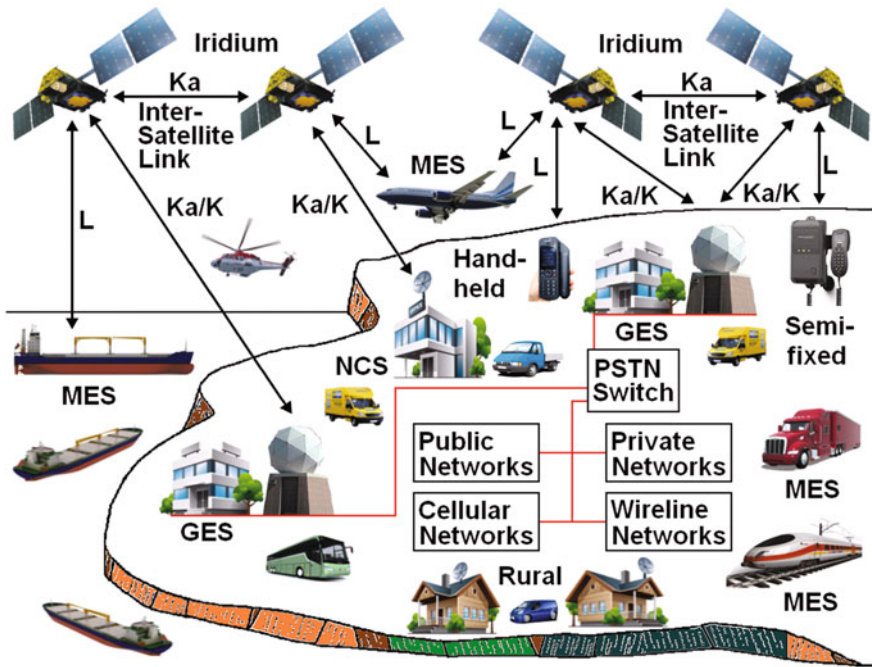 Iridium
Iridium
Ka
Inter-
Satellite
Link
Ka
Inter-
Satellite
Link
L
L
L
L
L
MES
Ka/K
Ka/K
Ka/K
Ka/K
Hand-
held
GES
Semi-
fixed
MES
NCS
PSTN
Switch
Public
Networks
Private
Networks
MES
GES
Cellular
Networks
Wireline
Networks
Rural
MES